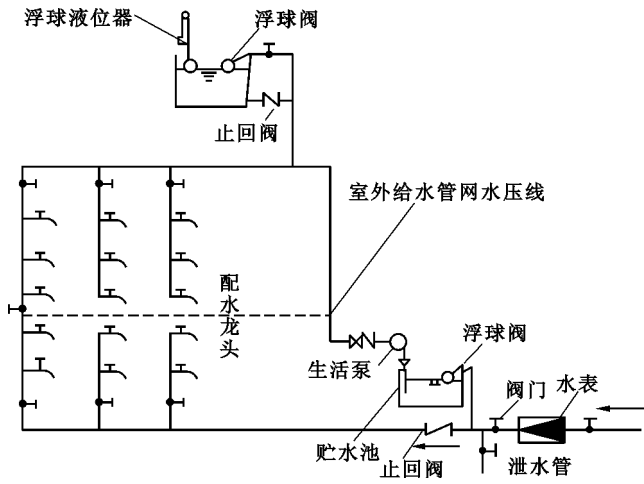 浮球液位器
浮球阀
止回阀
室外给水管网水压线
配水龙头
浮球阀
生活泵
阀门
水表
贮水池
止回阀
泄水管